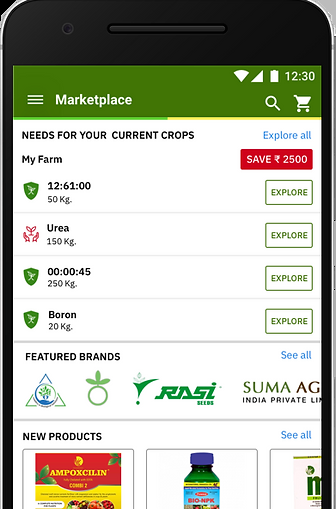 12:30
Marketplace
NEEDS FOR YOUR CURRENT CROPS
Explore all
My Farm
SAVE ₹ 2500
12:61:00
50 Kg.
EXPLORE
Urea
150 Kg.
EXPLORE
00:00:45
250 Kg.
EXPLORE
Boron
20 Kg.
EXPLORE
FEATURED BRANDS
See all
RASI
SEEDS
SUMA AG
INDIA PRIVATE LI
NEW PRODUCTS
See all
AMPOXCILIN
COMBI 2
BIO-NPK